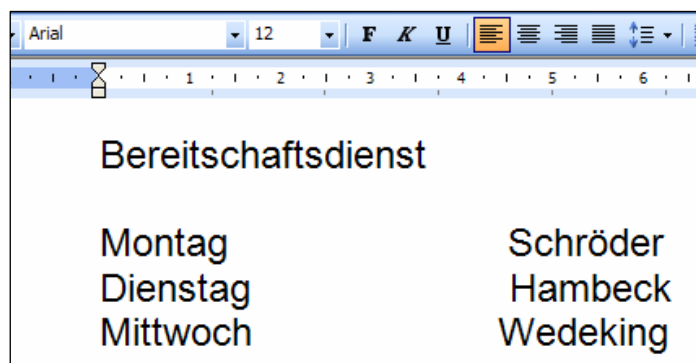 Arial 12 F K U
1 2 3 4 5 6
Bereitschaftsdienst
Montag Schröder
Dienstag Hambeck
Mittwoch Wedeking